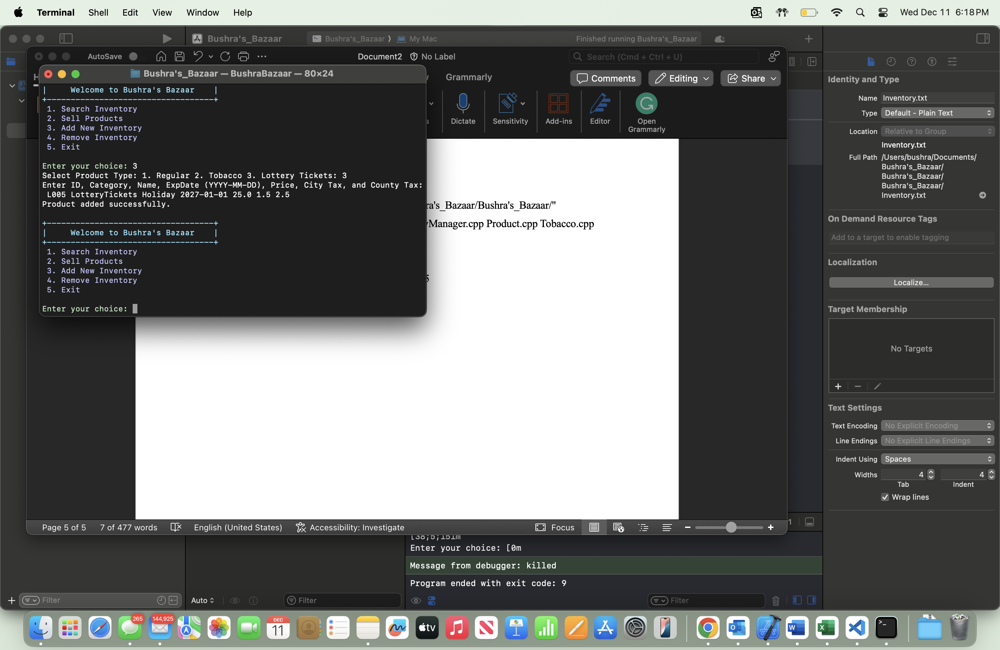 Terminal Shell Edit View Window Help
Wed Dec 11 6:18 PM
Bushra's_Bazaar
Bushra's_Bazaar ⟩ My Mac
Finished running Bushra's_Bazaar
AutoSave
Document2 No Label
Search (Cmd + Ctrl + U)
Grammarly
Comments
Editing
Share
Dictate
Sensitivity
Add-ins
Editor
Open
Grammarly
Bushra's_Bazaar — BushraBazaar — 80×24
| Welcome to Bushra's Bazaar |
+-----------------------------------+
1. Search Inventory
2. Sell Products
3. Add New Inventory
4. Remove Inventory
5. Exit
Enter your choice: 3
Select Product Type: 1. Regular 2. Tobacco 3. Lottery Tickets: 3
Enter ID, Category, Name, ExpDate (YYYY-MM-DD), Price, City Tax, and County Tax:
L005 LotteryTickets Holiday 2027-01-01 25.0 1.5 2.5
Product added successfully.
+-----------------------------------+
| Welcome to Bushra's Bazaar |
+-----------------------------------+
1. Search Inventory
2. Sell Products
3. Add New Inventory
4. Remove Inventory
5. Exit
Enter your choice:
ra's_Bazaar/Bushra's_Bazaar/"
Manager.cpp Product.cpp Tobacco.cpp
5
Page 5 of 5
7 of 477 words
English (United States)
Accessibility: Investigate
Focus
[38;5;151m
Enter your choice: [0m
Message from debugger: killed
Program ended with exit code: 9
Filter
Auto
Filter
Filter
Identity and Type
Name Inventory.txt
Type Default - Plain Text
Location Relative to Group
Inventory.txt
Full Path /Users/bushra/Documents/
Bushra's_Bazaar/
Bushra's_Bazaar/
Bushra's_Bazaar/
Inventory.txt
On Demand Resource Tags
Add to a target to enable tagging
Localization
Localize...
Target Membership
No Targets
Text Settings
Text Encoding No Explicit Encoding
Line Endings No Explicit Line Endings
Indent Using Spaces
Widths 4 4
Tab Indent
Wrap lines
265
144,925
DEC
11
tv